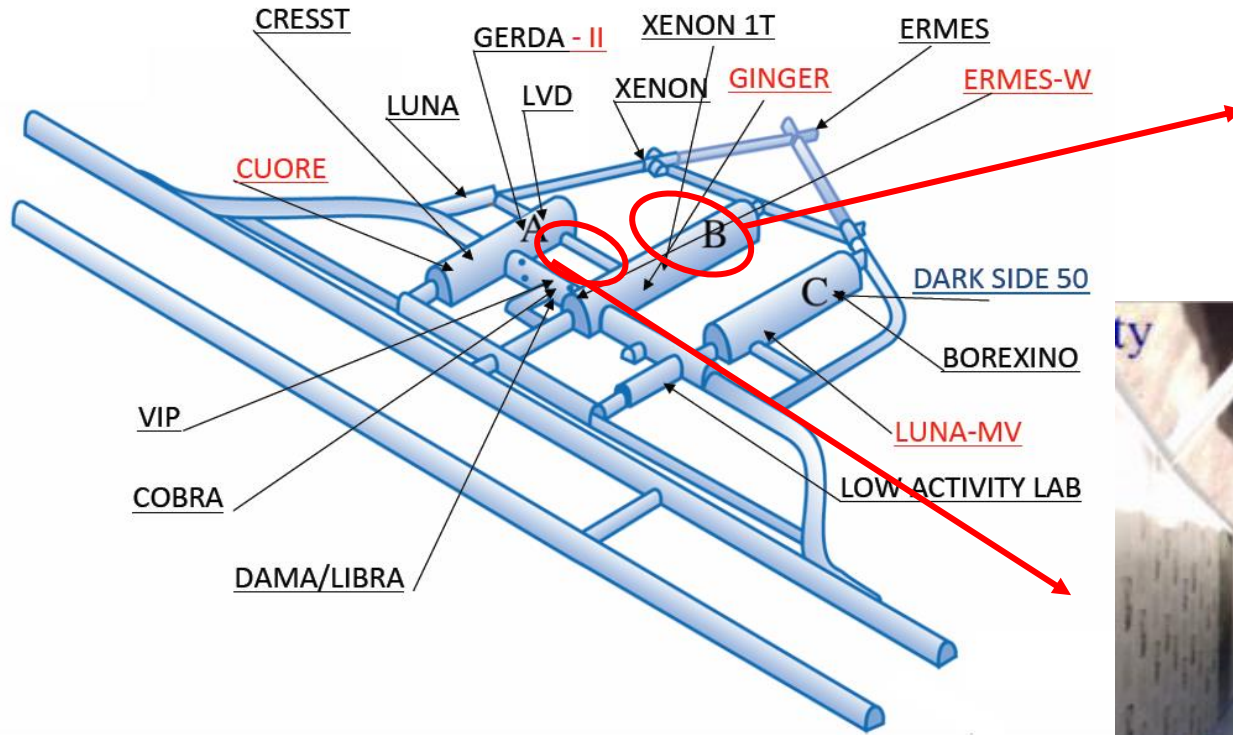 CRESST
GERDA - II
XENON 1T
ERMES
LUNA
LVD
XENON
GINGER
ERMES-W
CUORE
A
B
C
DARK SIDE 50
ty
BOREXINO
VIP
LUNA-MV
COBRA
LOW ACTIVITY LAB
DAMA/LIBRA